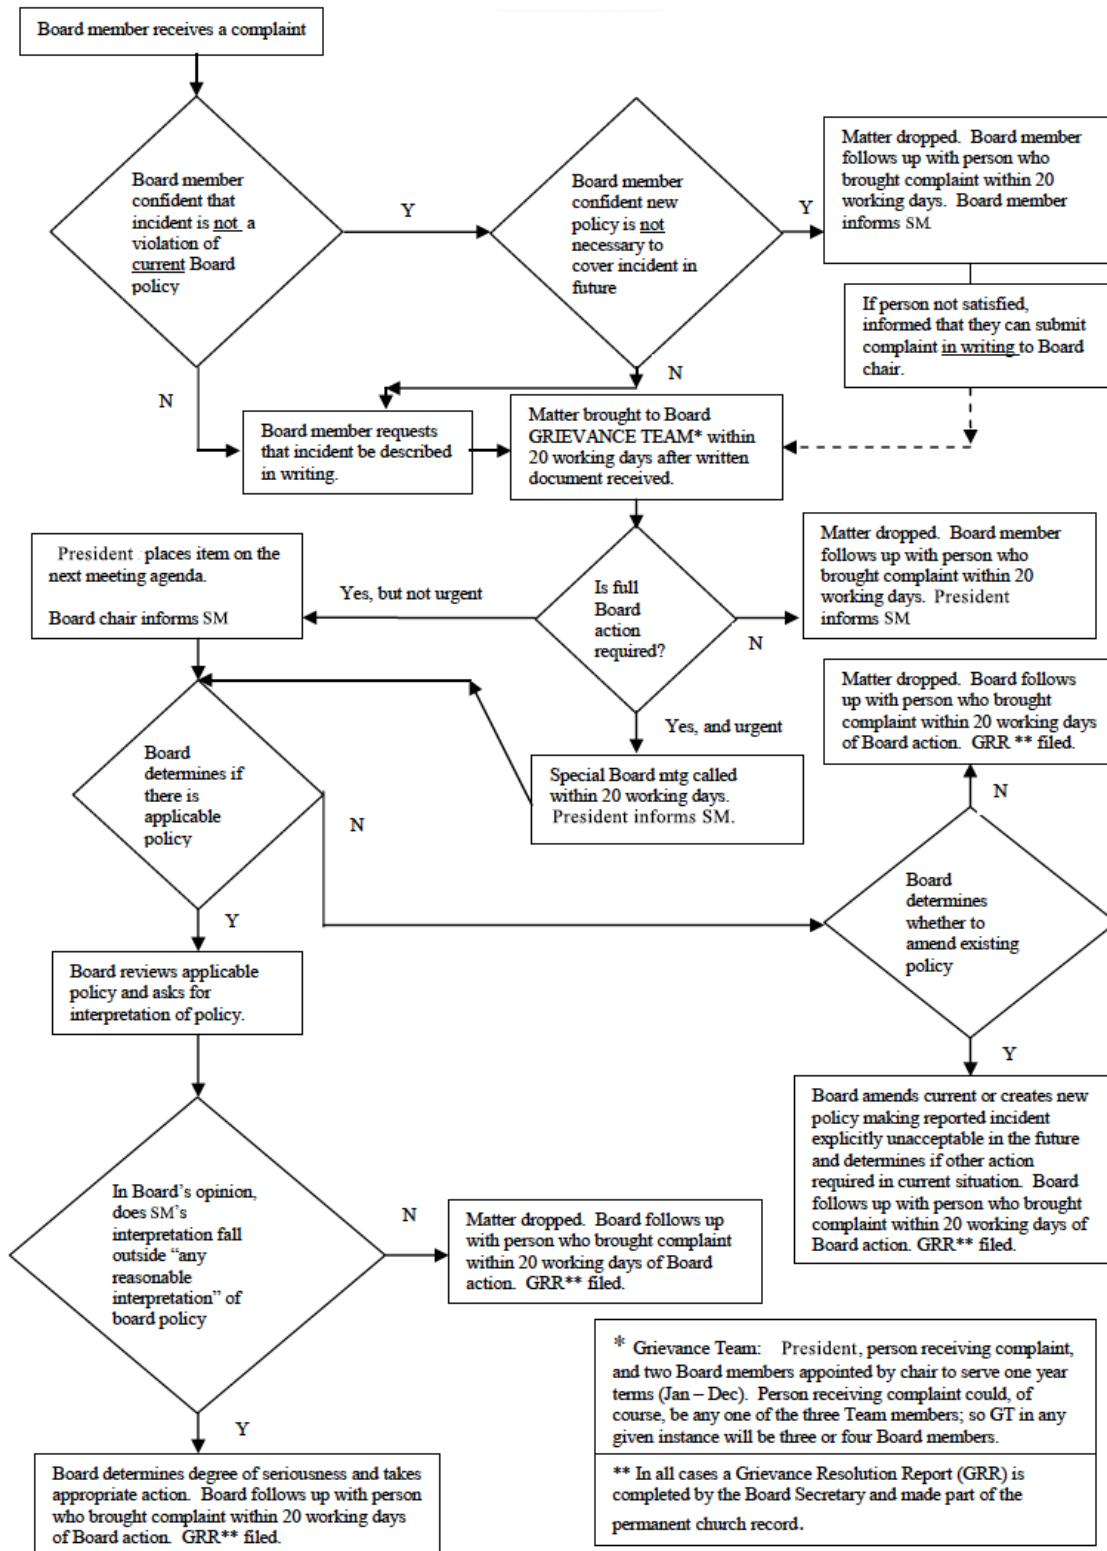 Board member receives a complaint
Board member
confident that
incident is not a
violation of
current Board
policy
Y
Board member
confident new
policy is not
necessary to
cover incident in
future
Y
Matter dropped. Board member
follows up with person who
brought complaint within 20
working days. Board member
informs SM
If person not satisfied,
informed that they can submit
complaint in writing to Board
chair.
N
N
Board member requests
that incident be described
in writing.
Matter brought to Board
GRIEVANCE TEAM* within
20 working days after written
document received.
President places item on the
next meeting agenda.
Board chair informs SM
Yes, but not urgent
Is full
Board
action
required?
N
Matter dropped. Board member
follows up with person who
brought complaint within 20
working days. President
informs SM
Yes, and urgent
Special Board mtg called
within 20 working days.
President informs SM.
Matter dropped. Board follows
up with person who brought
complaint within 20 working days
of Board action. GRR ** filed.
N
Board
determines if
there is
applicable
policy
N
Board
determines
whether to
amend existing
policy
Y
Y
Board reviews applicable
policy and asks for
interpretation of policy.
Board amends current or creates new
policy making reported incident
explicitly unacceptable in the future
and determines if other action
required in current situation. Board
follows up with person who brought
complaint within 20 working days of
Board action. GRR** filed.
In Board's opinion,
does SM's
interpretation fall
outside “any
reasonable
interpretation” of
board policy
N
Matter dropped. Board follows up
with person who brought complaint
within 20 working days of Board
action. GRR** filed.
Y
Board determines degree of seriousness and takes
appropriate action. Board follows up with person
who brought complaint within 20 working days
of Board action. GRR** filed.
* Grievance Team: President, person receiving complaint,
and two Board members appointed by chair to serve one year
terms (Jan – Dec). Person receiving complaint could, of
course, be any one of the three Team members; so GT in any
given instance will be three or four Board members.
** In all cases a Grievance Resolution Report (GRR) is
completed by the Board Secretary and made part of the
permanent church record.